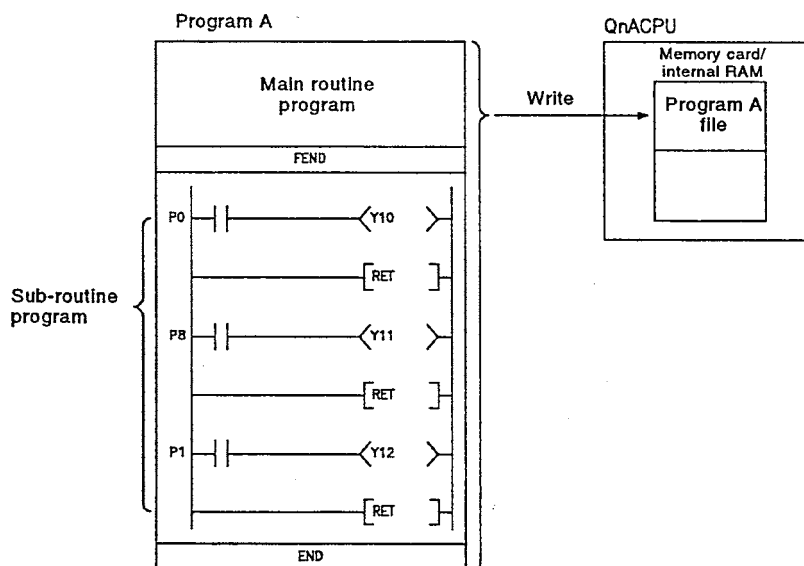 Program A
QnACPU
Memory card/
internal RAM
Main routine
program
Write
Program A
file
FEND
P0
Y10
RET
Sub-routine
program
P8
Y11
RET
P1
Y12
RET
END